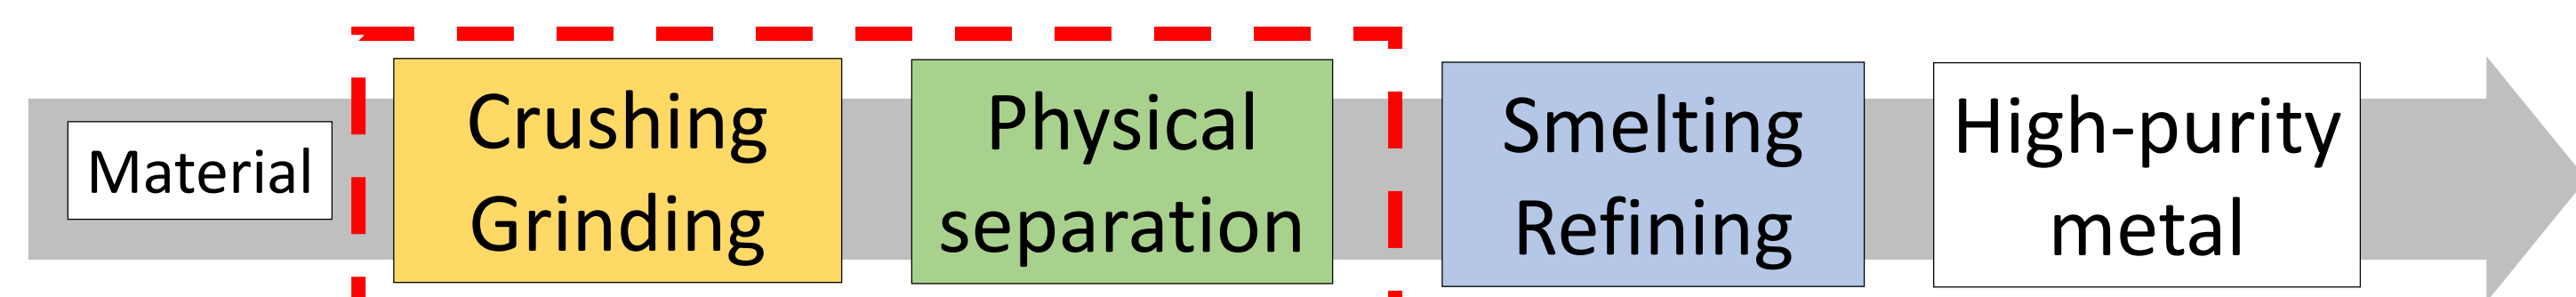 Material
Crushing
Grinding
Physical
separation
Smelting
Refining
High-purity
metal